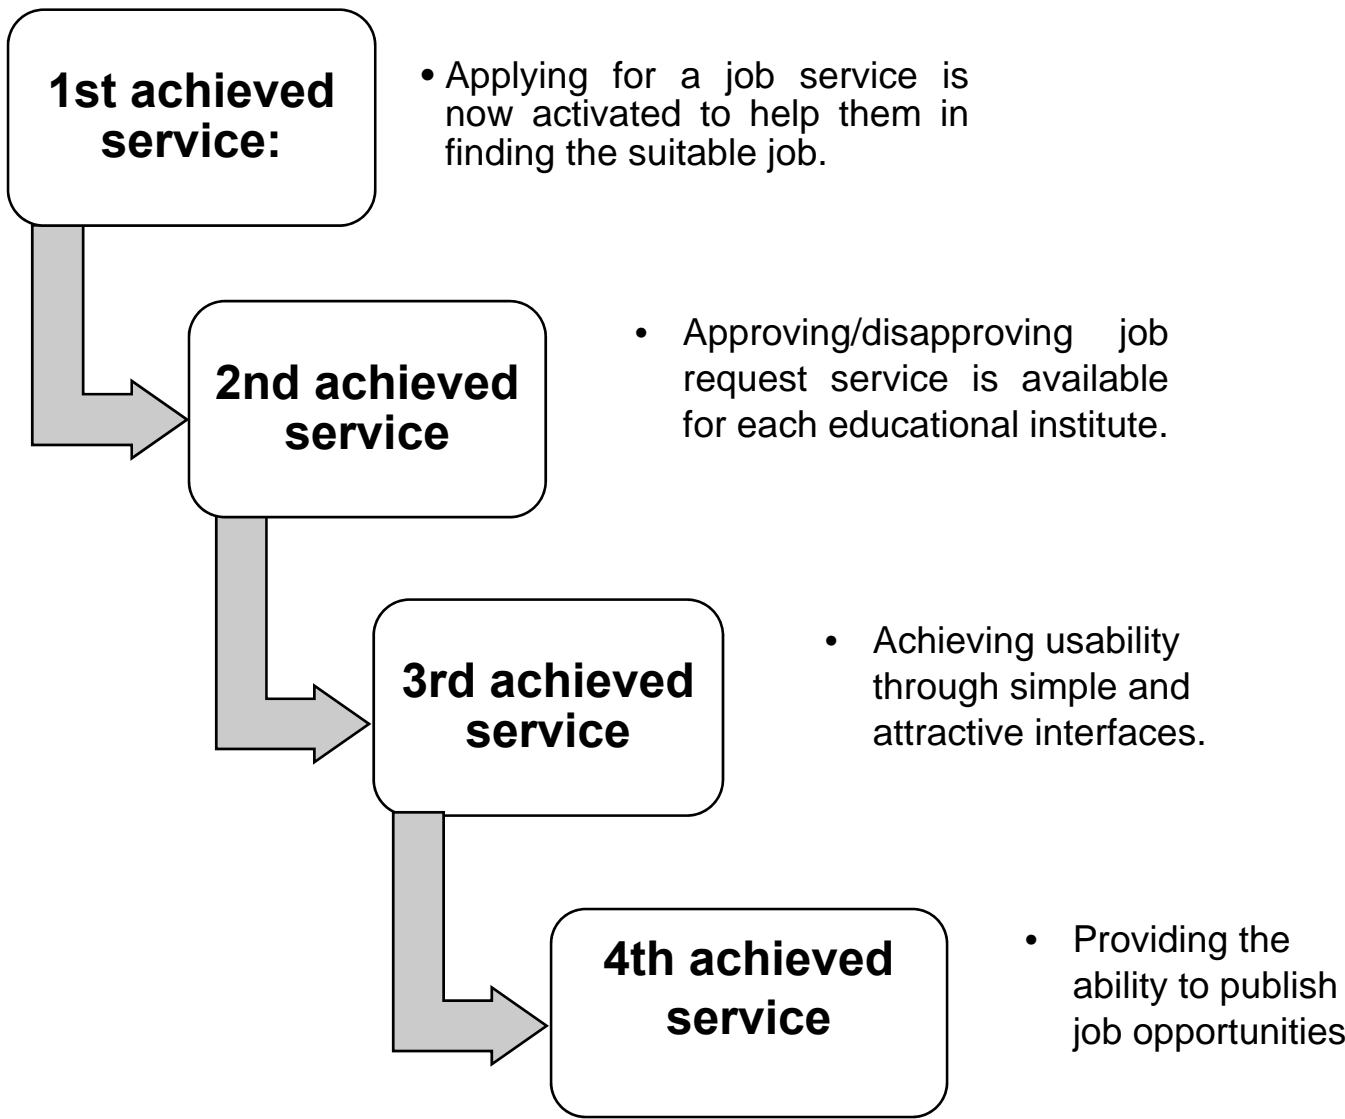 1st achieved
service:
• Applying for a job service is
now activated to help them in
finding the suitable job.
2nd achieved
service
• Approving/disapproving job
request service is available
for each educational institute.
3rd achieved
service
• Achieving usability
through simple and
attractive interfaces.
4th achieved
service
• Providing the
ability to publish
job opportunities